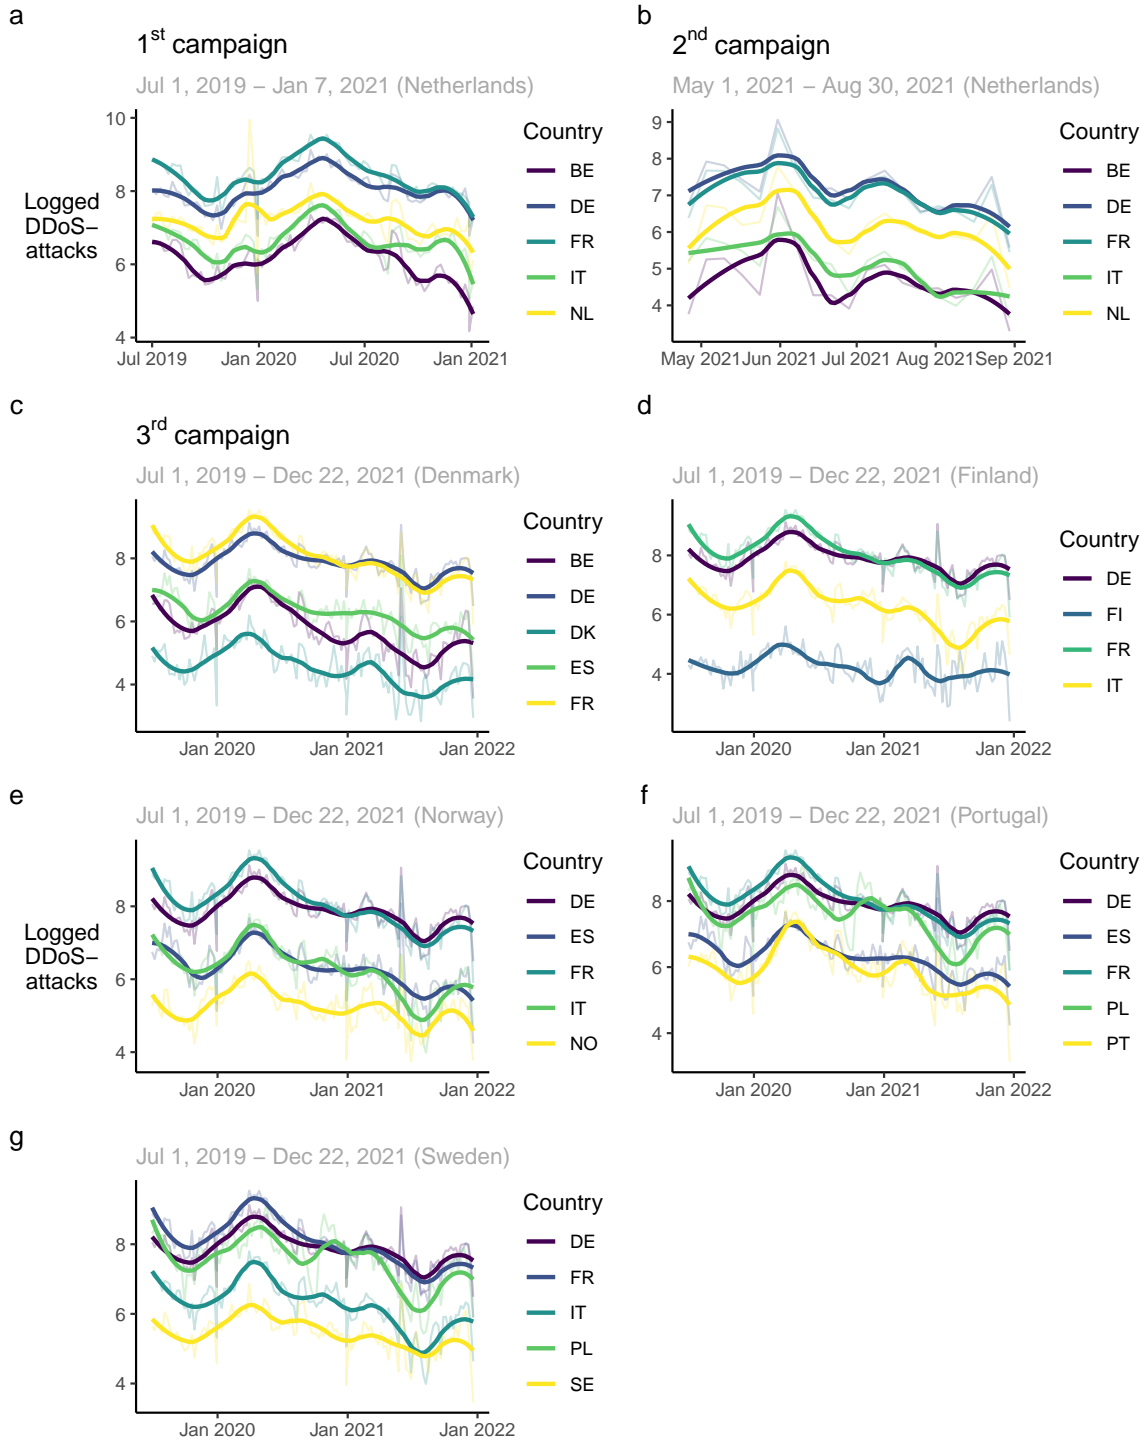 a
1st campaign
Jul 1, 2019 − Jan 7, 2021 (Netherlands)
Logged
DDoS−
attacks
10
8
6
4
Jul 2019 Jan 2020 Jul 2020 Jan 2021
Country
BE
DE
FR
IT
NL
b
2nd campaign
May 1, 2021 − Aug 30, 2021 (Netherlands)
9
8
7
6
5
4
May 2021 Jun 2021 Jul 2021 Aug 2021 Sep 2021
Country
BE
DE
FR
IT
NL
c
3rd campaign
Jul 1, 2019 − Dec 22, 2021 (Denmark)
8
6
4
Jan 2020 Jan 2021 Jan 2022
Country
BE
DE
DK
ES
FR
d
Jul 1, 2019 − Dec 22, 2021 (Finland)
8
6
4
Jan 2020 Jan 2021 Jan 2022
Country
DE
FI
FR
IT
e
Jul 1, 2019 − Dec 22, 2021 (Norway)
Logged
DDoS−
attacks
8
6
4
Jan 2020 Jan 2021 Jan 2022
Country
DE
ES
FR
IT
NO
f
Jul 1, 2019 − Dec 22, 2021 (Portugal)
8
6
4
Jan 2020 Jan 2021 Jan 2022
Country
DE
ES
FR
PL
PT
g
Jul 1, 2019 − Dec 22, 2021 (Sweden)
8
6
4
Jan 2020 Jan 2021 Jan 2022
Country
DE
FR
IT
PL
SE